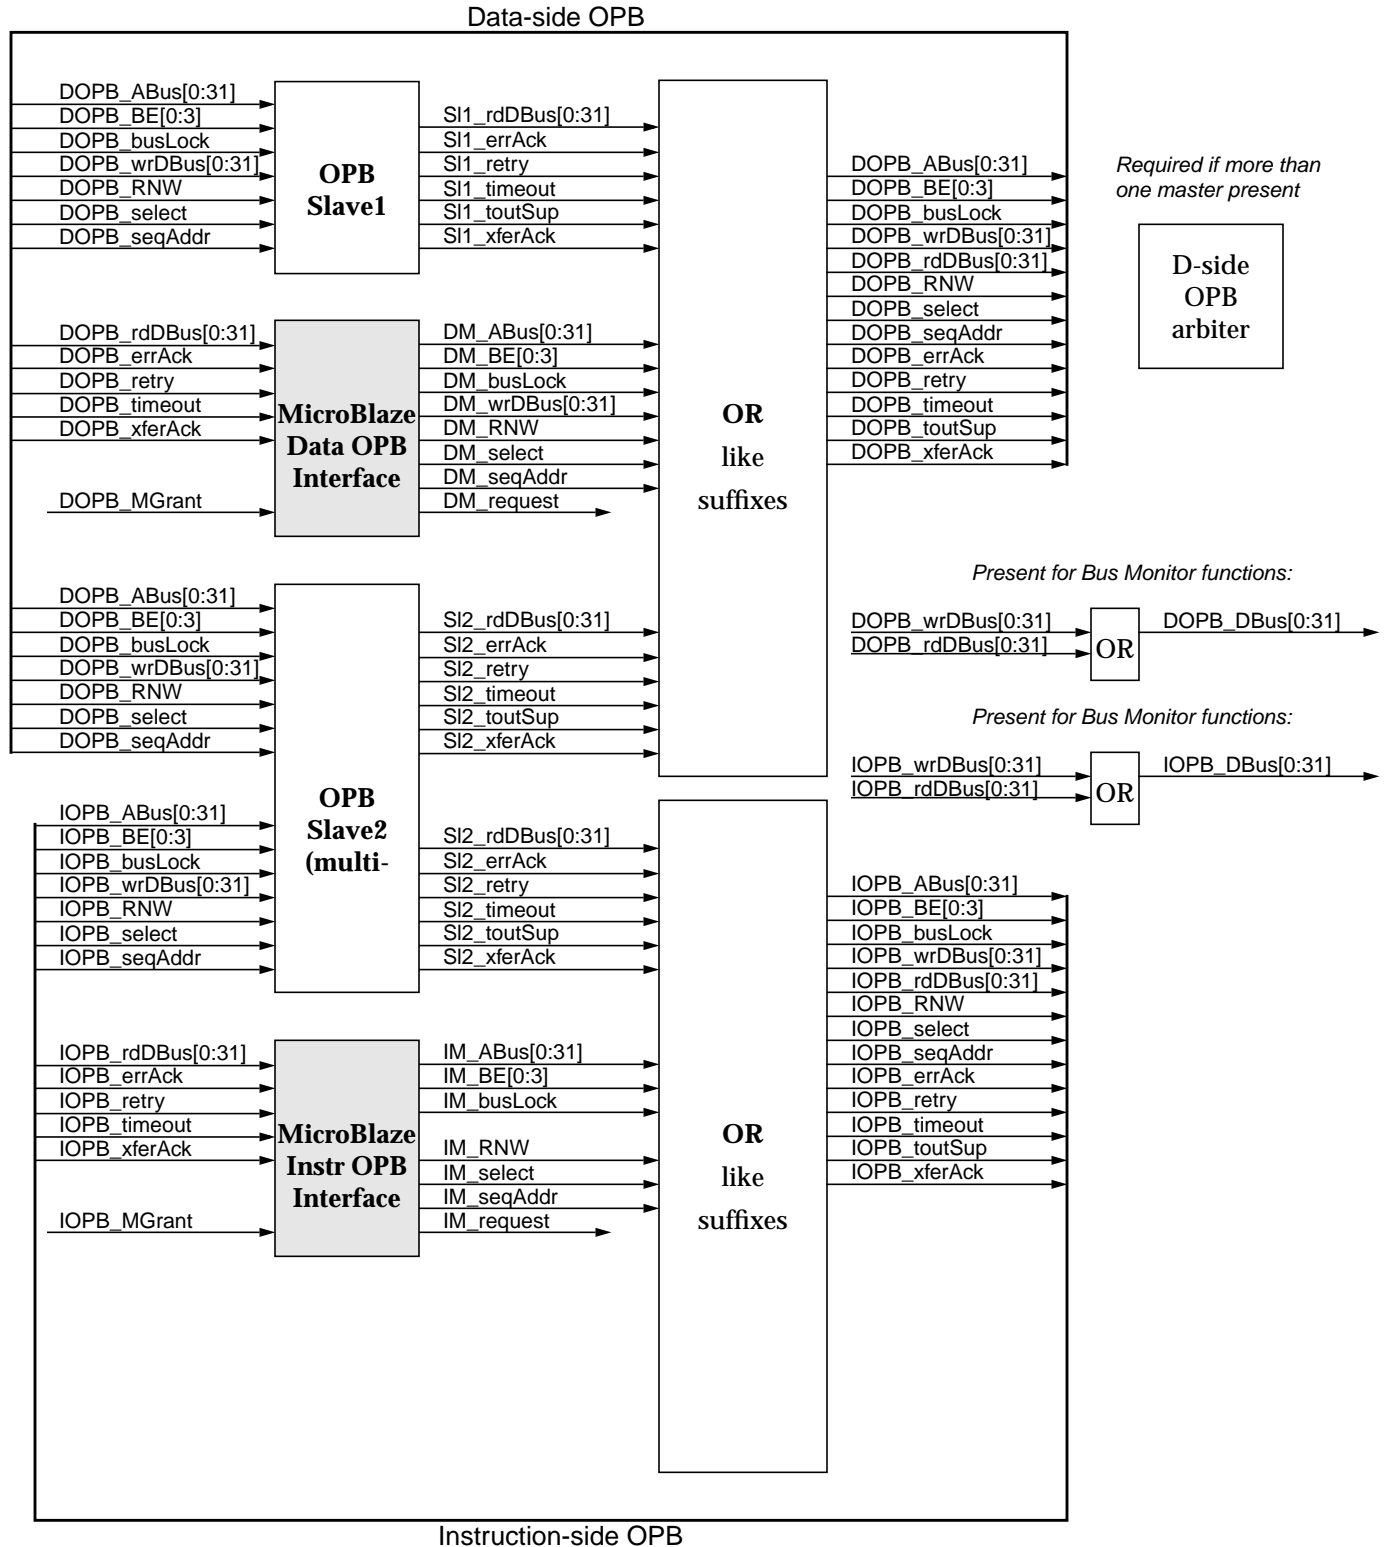 Data-side OPB
DOPB_ABus[0:31]
DOPB_BE[0:3]
DOPB_busLock
DOPB_wrDBus[0:31]
DOPB_RNW
DOPB_select
DOPB_seqAddr
OPB
Slave1
Sl1_rdDBus[0:31]
Sl1_errAck
Sl1_retry
Sl1_timeout
Sl1_toutSup
Sl1_xferAck
DOPB_rdDBus[0:31]
DOPB_errAck
DOPB_retry
DOPB_timeout
DOPB_xferAck
DOPB_MGrant
MicroBlaze
Data OPB
Interface
DM_ABus[0:31]
DM_BE[0:3]
DM_busLock
DM_wrDBus[0:31]
DM_RNW
DM_select
DM_seqAddr
DM_request
OR
like
suffixes
DOPB_ABus[0:31]
DOPB_BE[0:3]
DOPB_busLock
DOPB_wrDBus[0:31]
DOPB_rdDBus[0:31]
DOPB_RNW
DOPB_select
DOPB_seqAddr
DOPB_errAck
DOPB_retry
DOPB_timeout
DOPB_toutSup
DOPB_xferAck
Required if more than
one master present
D-side
OPB
arbiter
DOPB_ABus[0:31]
DOPB_BE[0:3]
DOPB_busLock
DOPB_wrDBus[0:31]
DOPB_RNW
DOPB_select
DOPB_seqAddr
IOPB_ABus[0:31]
IOPB_BE[0:3]
IOPB_busLock
IOPB_wrDBus[0:31]
IOPB_RNW
IOPB_select
IOPB_seqAddr
OPB
Slave2
(multi-
Sl2_rdDBus[0:31]
Sl2_errAck
Sl2_retry
Sl2_timeout
Sl2_toutSup
Sl2_xferAck
Sl2_rdDBus[0:31]
Sl2_errAck
Sl2_retry
Sl2_timeout
Sl2_toutSup
Sl2_xferAck
Present for Bus Monitor functions:
DOPB_wrDBus[0:31]
DOPB_rdDBus[0:31]
OR
DOPB_DBus[0:31]
Present for Bus Monitor functions:
IOPB_wrDBus[0:31]
IOPB_rdDBus[0:31]
OR
IOPB_DBus[0:31]
IOPB_rdDBus[0:31]
IOPB_errAck
IOPB_retry
IOPB_timeout
IOPB_xferAck
IOPB_MGrant
MicroBlaze
Instr OPB
Interface
IM_ABus[0:31]
IM_BE[0:3]
IM_busLock
IM_RNW
IM_select
IM_seqAddr
IM_request
OR
like
suffixes
IOPB_ABus[0:31]
IOPB_BE[0:3]
IOPB_busLock
IOPB_wrDBus[0:31]
IOPB_rdDBus[0:31]
IOPB_RNW
IOPB_select
IOPB_seqAddr
IOPB_errAck
IOPB_retry
IOPB_timeout
IOPB_toutSup
IOPB_xferAck
Instruction-side OPB